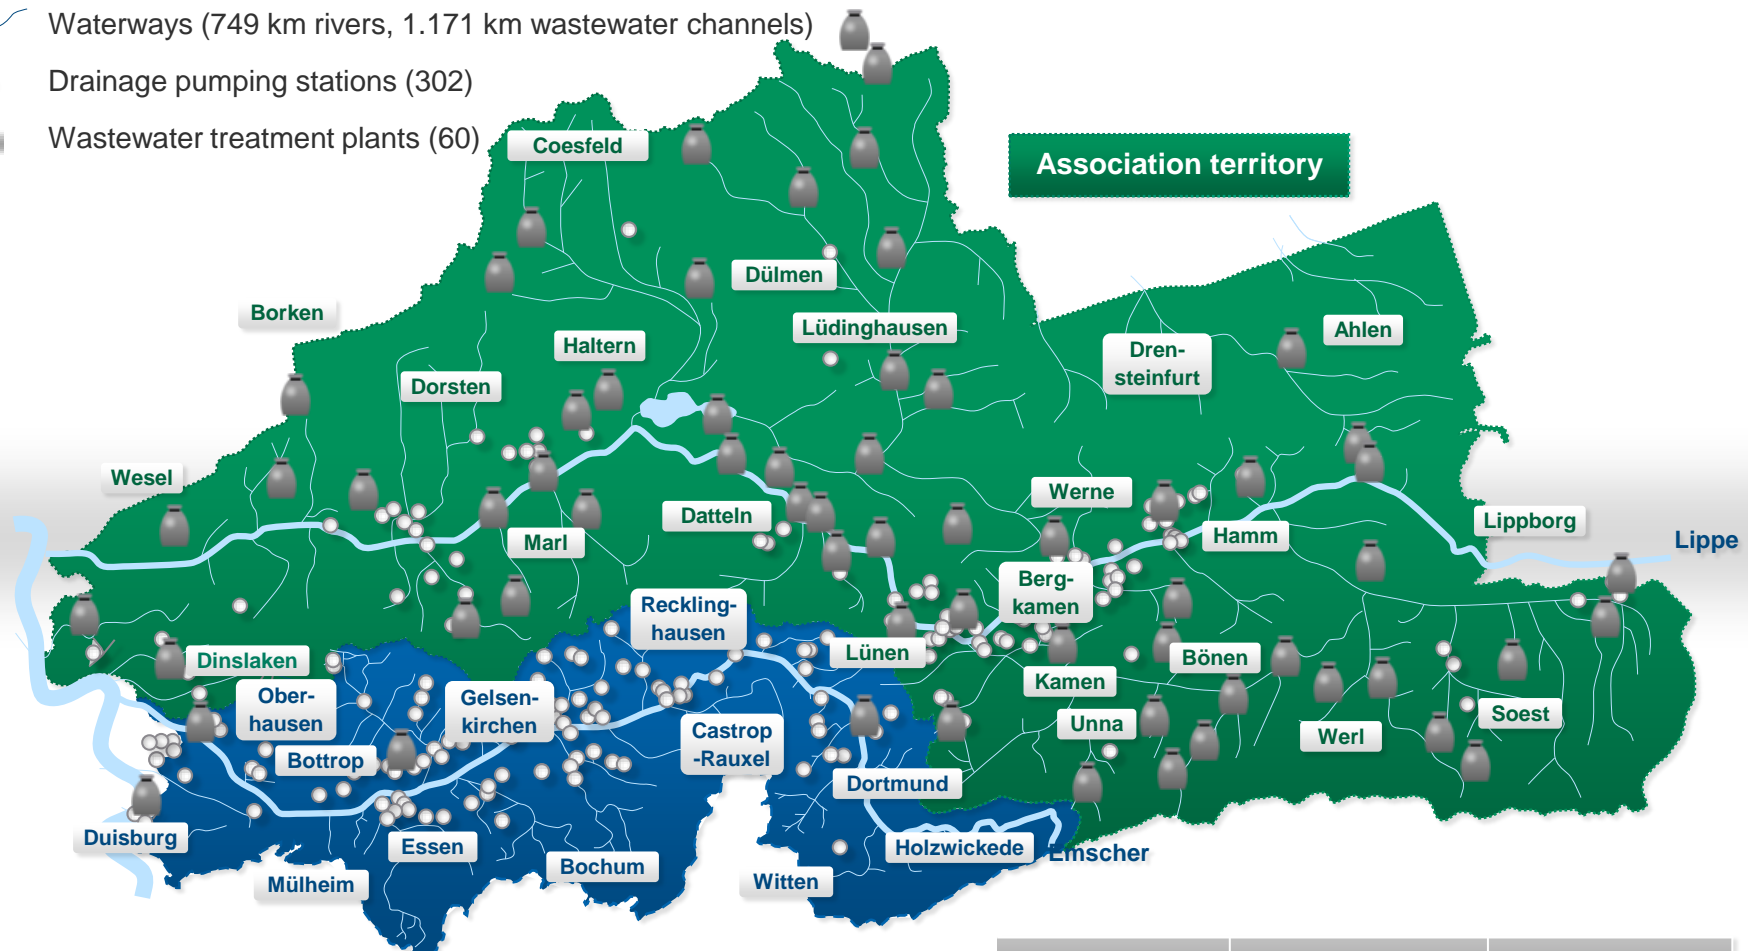 Waterways (749 km rivers, 1.171 km wastewater channels)
Drainage pumping stations (302)
Wastewater treatment plants (60)
Association territory
Coesfeld
Dülmen
Borken
Lüdinghausen
Ahlen
Haltern
Dren-
steinfurt
Dorsten
Wesel
Werne
Datteln
Lippborg
Marl
Hamm
Lippe
Berg-
kamen
Reckling-
hausen
Dinslaken
Lünen
Bönen
Kamen
Ober-
hausen
Gelsen-
kirchen
Castrop
-Rauxel
Unna
Soest
Werl
Bottrop
Dortmund
Duisburg
Essen
Holzwickede
Emscher
Bochum
Mülheim
Witten